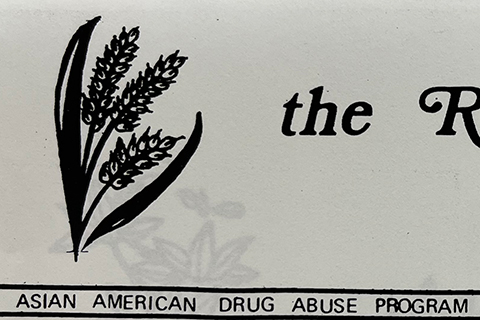 the R
ASIAN AMERICAN DRUG ABUSE PROGRAM